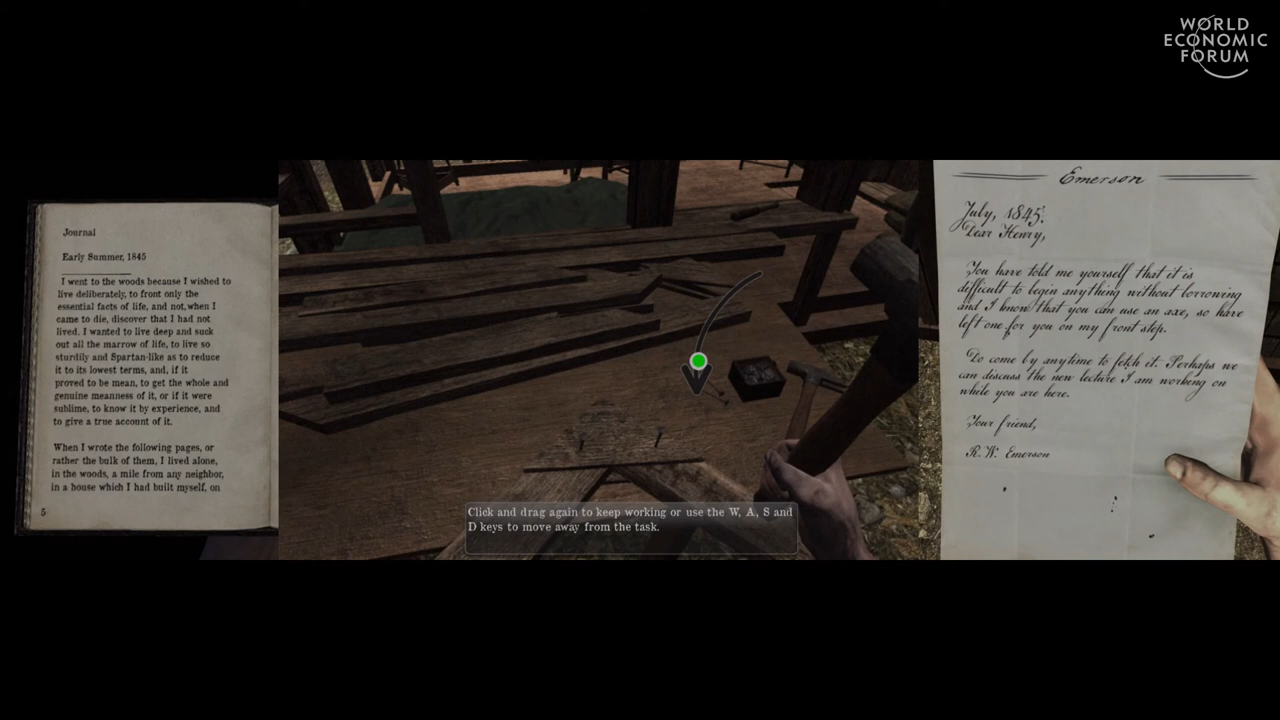 WORLD
ECONOMIC
FORUM
Journal
Early Summer, 1845
I went to the woods because I wished to
live deliberately, to front only the
essential facts of life, and not, when I
came to die, discover that I had not
lived. I wanted to live deep and suck
out all the marrow of life, to live so
sturdily and Spartan-like as to reduce
it to its lowest terms, and, if it
proved to be mean, to get the whole and
genuine meanness of it, or if it were
sublime, to know it by experience, and
to give a true account of it.
When I wrote the following pages, or
rather the bulk of them, I lived alone,
in the woods, a mile from any neighbor,
in a house which I had built myself, on
5
Click and drag again to keep working or use the W, A, S and
D keys to move away from the task.
Emerson
July, 1845.
Dear Henry,
You have told me yourself that it is
difficult to begin anything without borrowing
and I know that you can use an axe, so have
left one for you on my front step.
Do come by anytime to fetch it. Perhaps we
can discuss the new lecture I am working on
while you are here.
Your friend,
R. W. Emerson